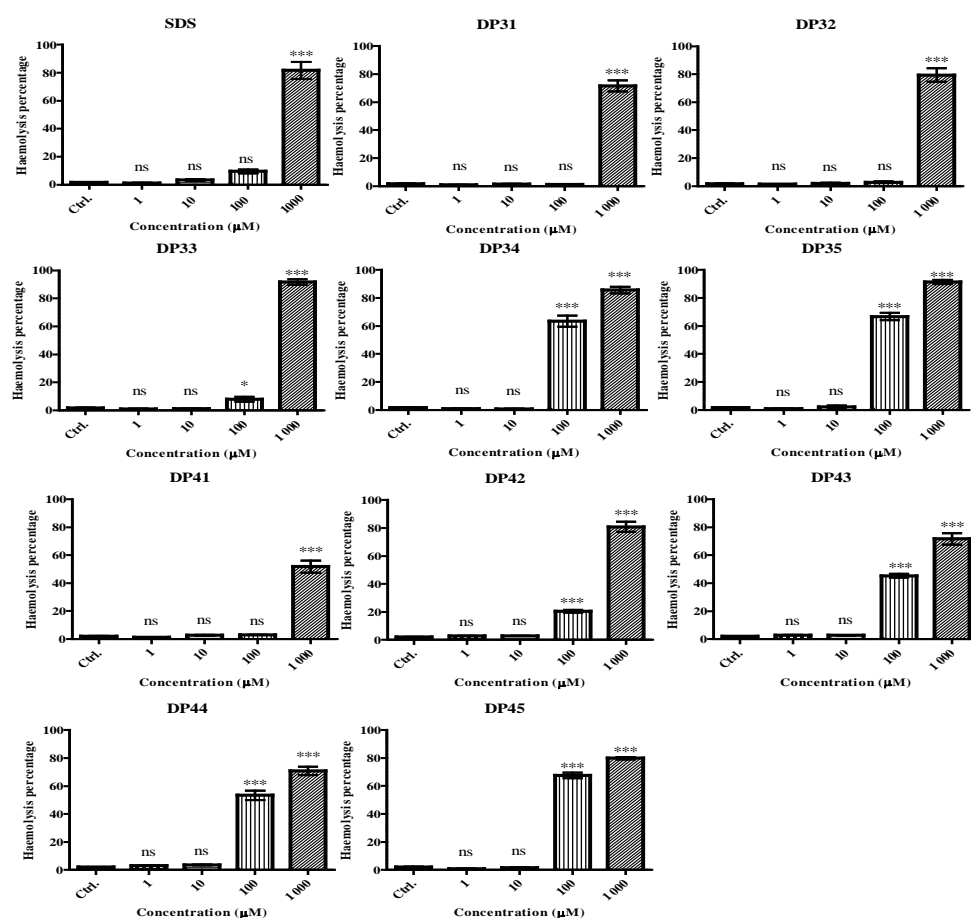 SDS
Haemolysis percentage
100
80
60
40
20
0
ns
ns
ns
***
Ctrl.
1
10
100
1000
Concentration (μM)
DP31
Haemolysis percentage
100
80
60
40
20
0
ns
ns
ns
***
Ctrl.
1
10
100
1 000
Concentration (μM)
DP32
Haemolysis percentage
100
80
60
40
20
0
ns
ns
ns
***
Ctrl.
1
10
100
1 000
Concentration (μM)
DP33
Haemolysis percentage
100
80
60
40
20
0
ns
ns
*
***
Ctrl.
1
10
100
1 000
Concentration (μM)
DP34
Haemolysis percentage
100
80
60
40
20
0
ns
ns
***
***
Ctrl.
1
10
100
1 000
Concentration (μM)
DP35
Haemolysis percentage
100
80
60
40
20
0
ns
ns
***
***
Ctrl.
1
10
100
1 000
Concentration (μM)
DP41
Haemolysis percentage
100
80
60
40
20
0
ns
ns
ns
***
Ctrl.
1
10
100
1 000
Concentration (μM)
DP42
Haemolysis percentage
100
80
60
40
20
0
ns
ns
***
***
Ctrl.
1
10
100
1 000
Concentration (μM)
DP43
Haemolysis percentage
100
80
60
40
20
0
ns
ns
***
***
Ctrl.
1
10
100
1 000
Concentration (μM)
DP44
Haemolysis percentage
100
80
60
40
20
0
ns
ns
***
***
Ctrl.
1
10
100
1 000
Concentration (μM)
DP45
Haemolysis percentage
100
80
60
40
20
0
ns
ns
***
***
Ctrl.
1
10
100
1 000
Concentration (μM)